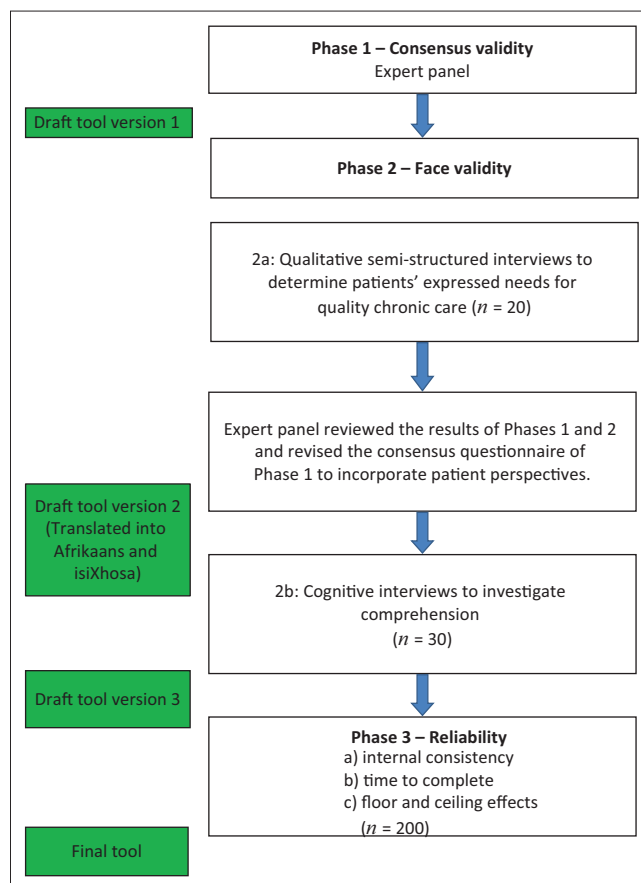 Phase 1 – Consensus validity
Expert panel
Draft tool version 1
Phase 2 – Face validity
2a: Qualitative semi-structured interviews to
determine patients’ expressed needs for
quality chronic care (n = 20)
Expert panel reviewed the results of Phases 1 and 2
and revised the consensus questionnaire of
Phase 1 to incorporate patient perspectives.
Draft tool version 2
(Translated into
Afrikaans and
isiXhosa)
2b: Cognitive interviews to investigate
comprehension
(n = 30)
Draft tool version 3
Phase 3 – Reliability
a) internal consistency
b) time to complete
c) floor and ceiling effects
(n = 200)
Final tool